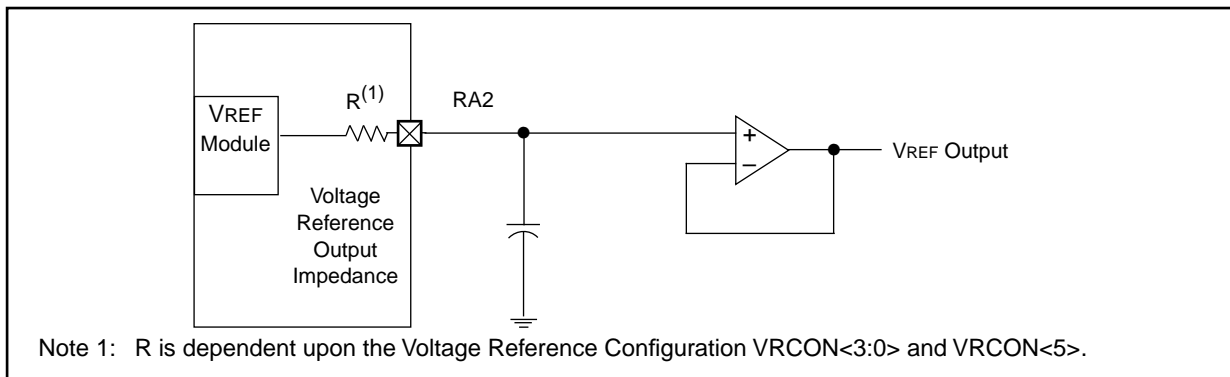 VREF
Module
R(1)
RA2
Voltage
Reference
Output
Impedance
+
–
VREF Output
Note 1: R is dependent upon the Voltage Reference Configuration VRCON<3:0> and VRCON<5>.